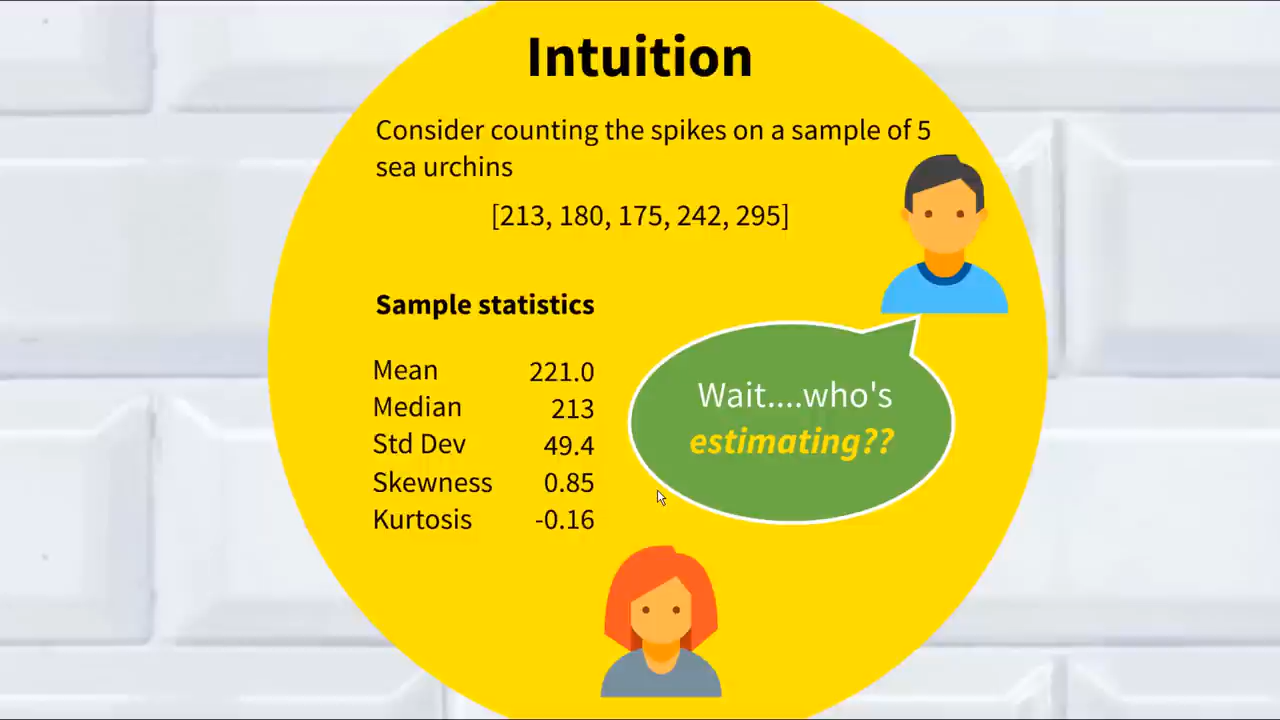 Intuition
Consider counting the spikes on a sample of 5
sea urchins
[213, 180, 175, 242, 295]
Sample statistics
Mean 221.0
Median 213
Std Dev 49.4
Skewness 0.85
Kurtosis -0.16
Wait....who's
estimating??